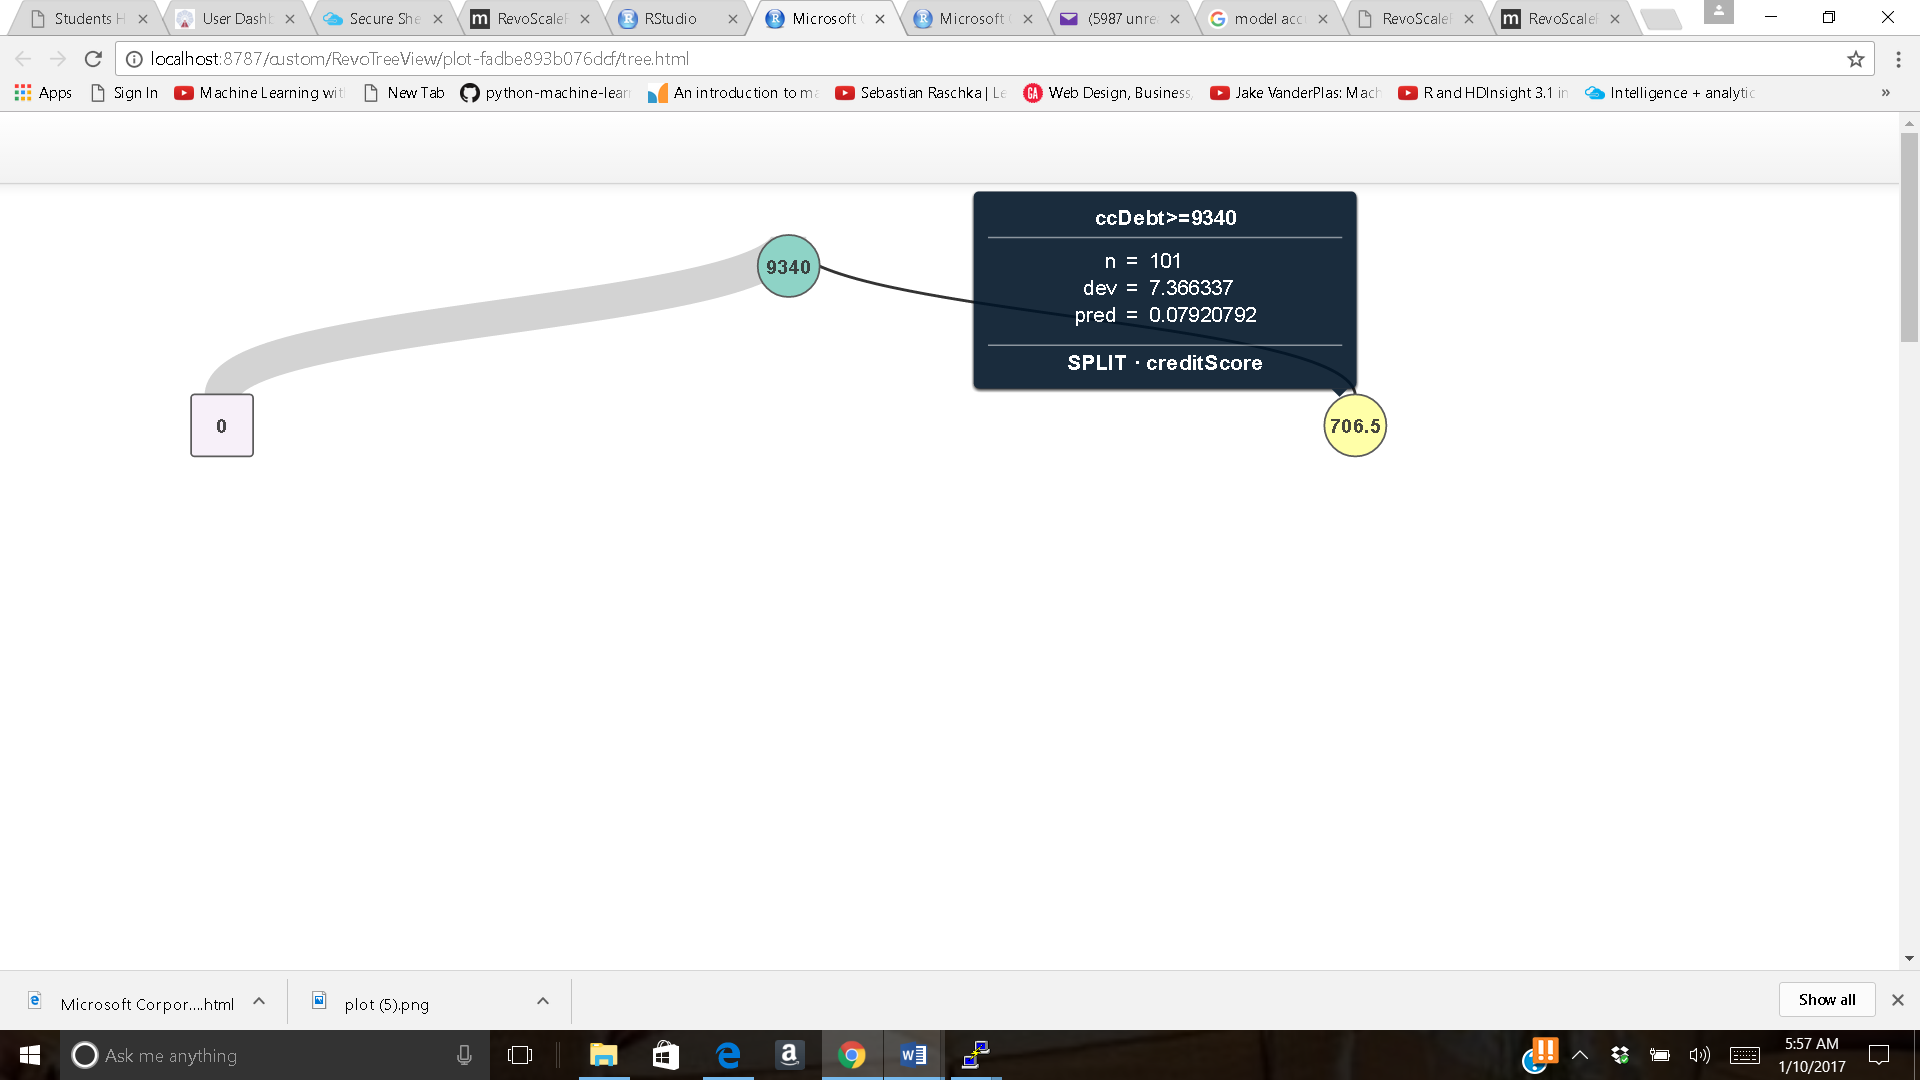 Students H
User Dashb
Secure She
RevoScaleR
RStudio
Microsoft
Microsoft
(5987 unre
model acc
RevoScaleR
RevoScaleR
localhost:8787/custom/RevoTreeView/plot-fadbe893b076dcf/tree.html
Apps
Sign In
Machine Learning wit
New Tab
python-machine-lear
An introduction to ma
Sebastian Raschka | Le
Web Design, Business,
Jake VanderPlas: Mach
R and HDInsight 3.1 in
Intelligence + analytic
»
ccDebt>=9340
n = 101
dev = 7.366337
pred = 0.07920792
SPLIT · creditScore
9340
0
706.5
Microsoft Corpor....html
plot (5).png
Show all
Ask me anything
5:57 AM
1/10/2017